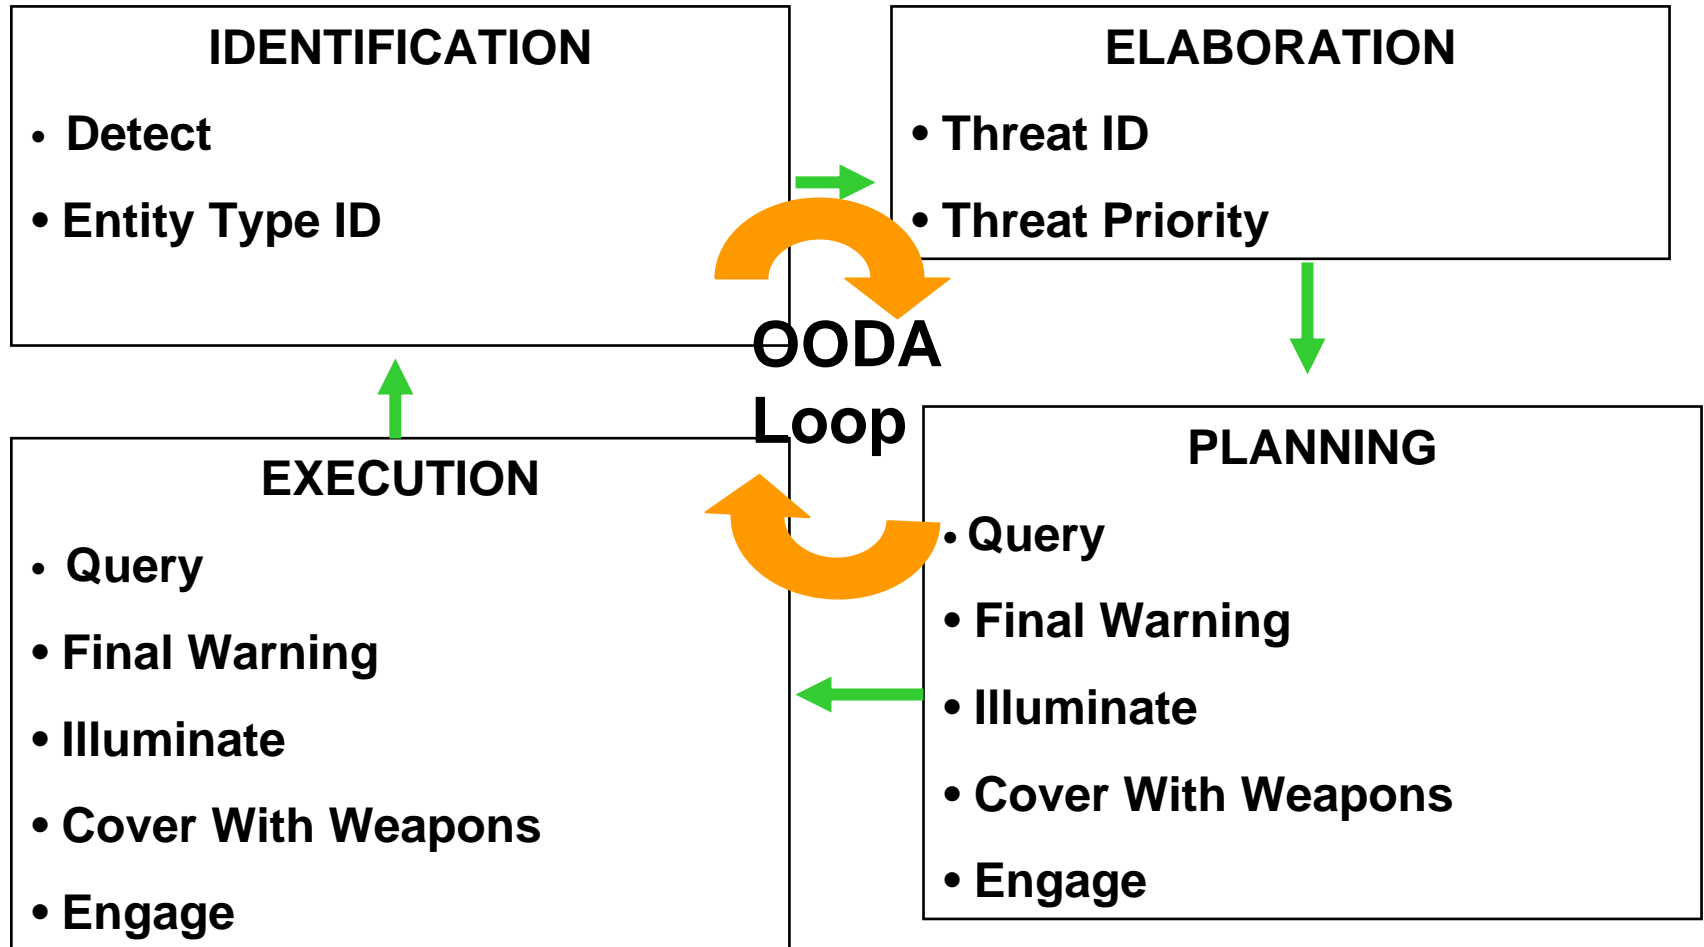 IDENTIFICATION
• Detect
• Entity Type ID
ELABORATION
• Threat ID
• Threat Priority
OODA
Loop
EXECUTION
• Query
• Final Warning
• Illuminate
• Cover With Weapons
• Engage
PLANNING
• Query
• Final Warning
• Illuminate
• Cover With Weapons
• Engage